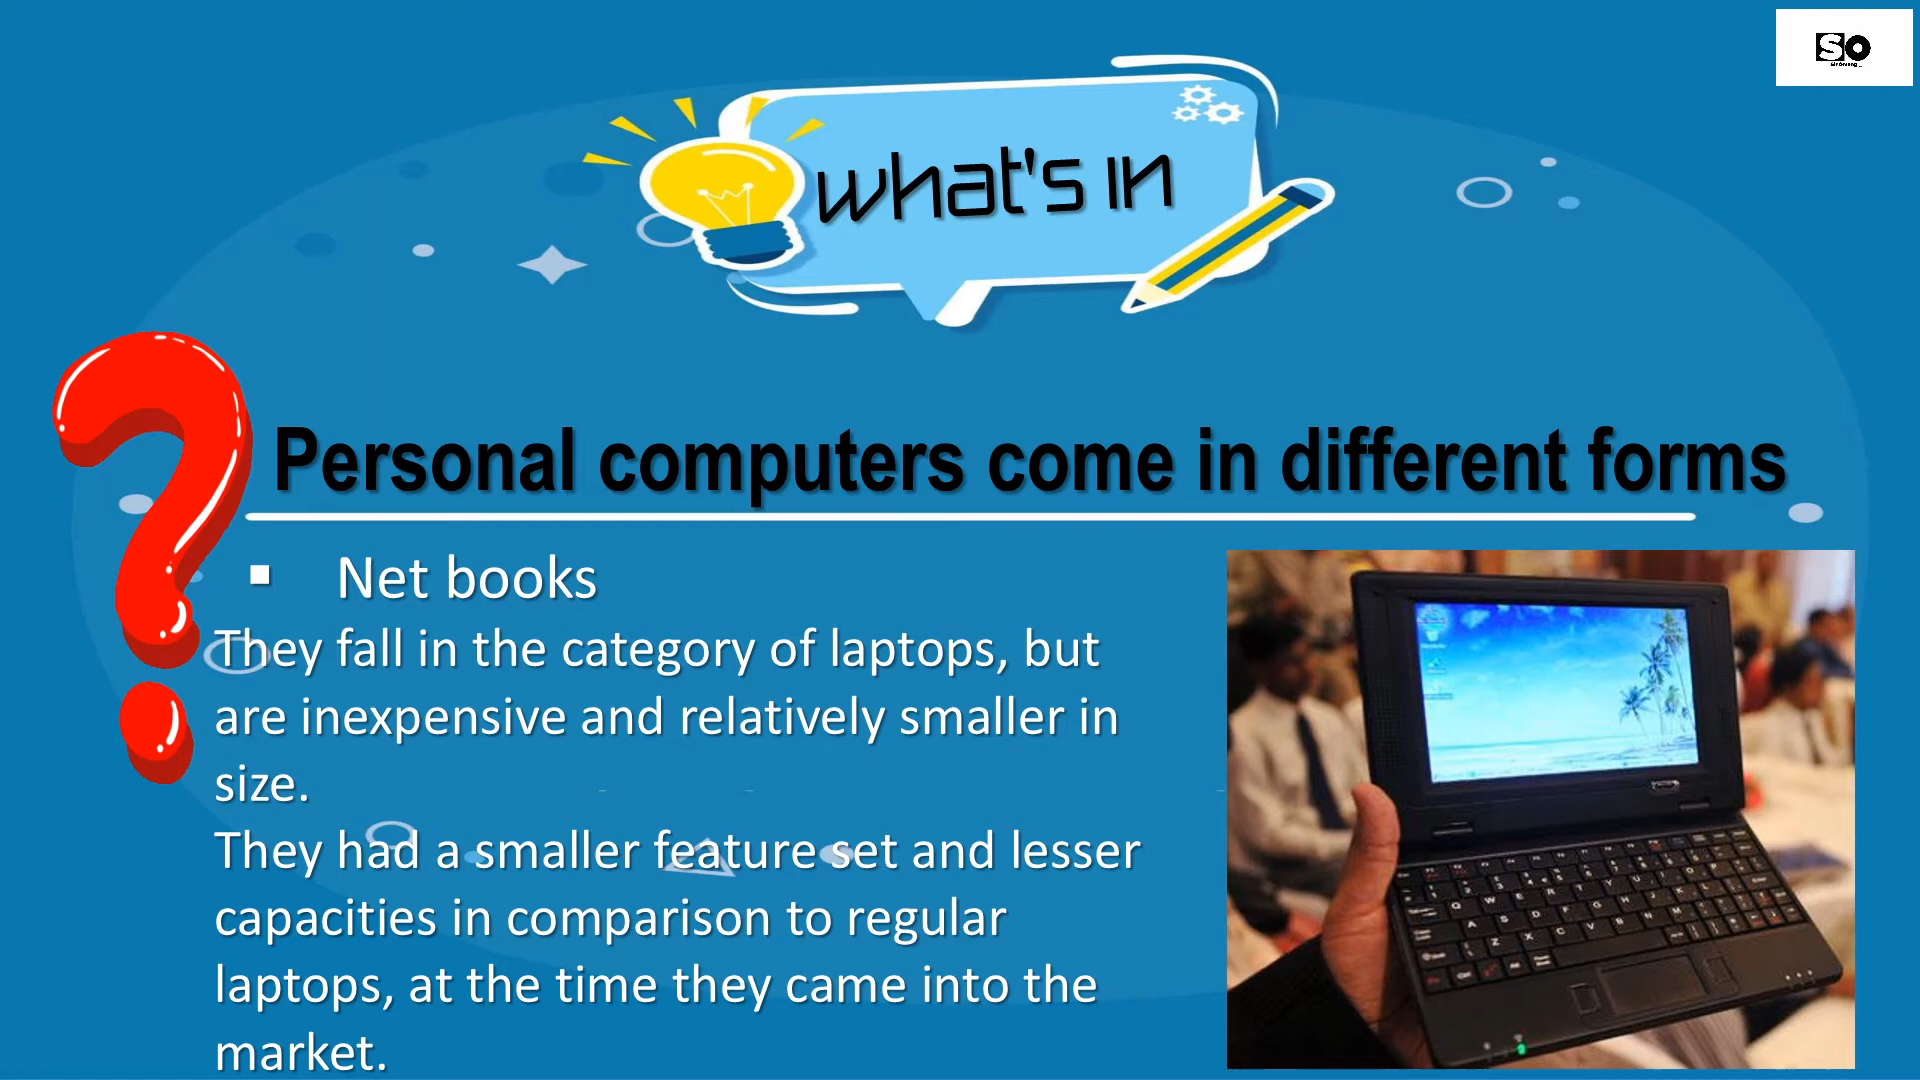 SO
what's in
Personal computers come in different forms
▪ Net books
They fall in the category of laptops, but
are inexpensive and relatively smaller in
size.
They had a smaller feature set and lesser
capacities in comparison to regular
laptops, at the time they came into the
market.